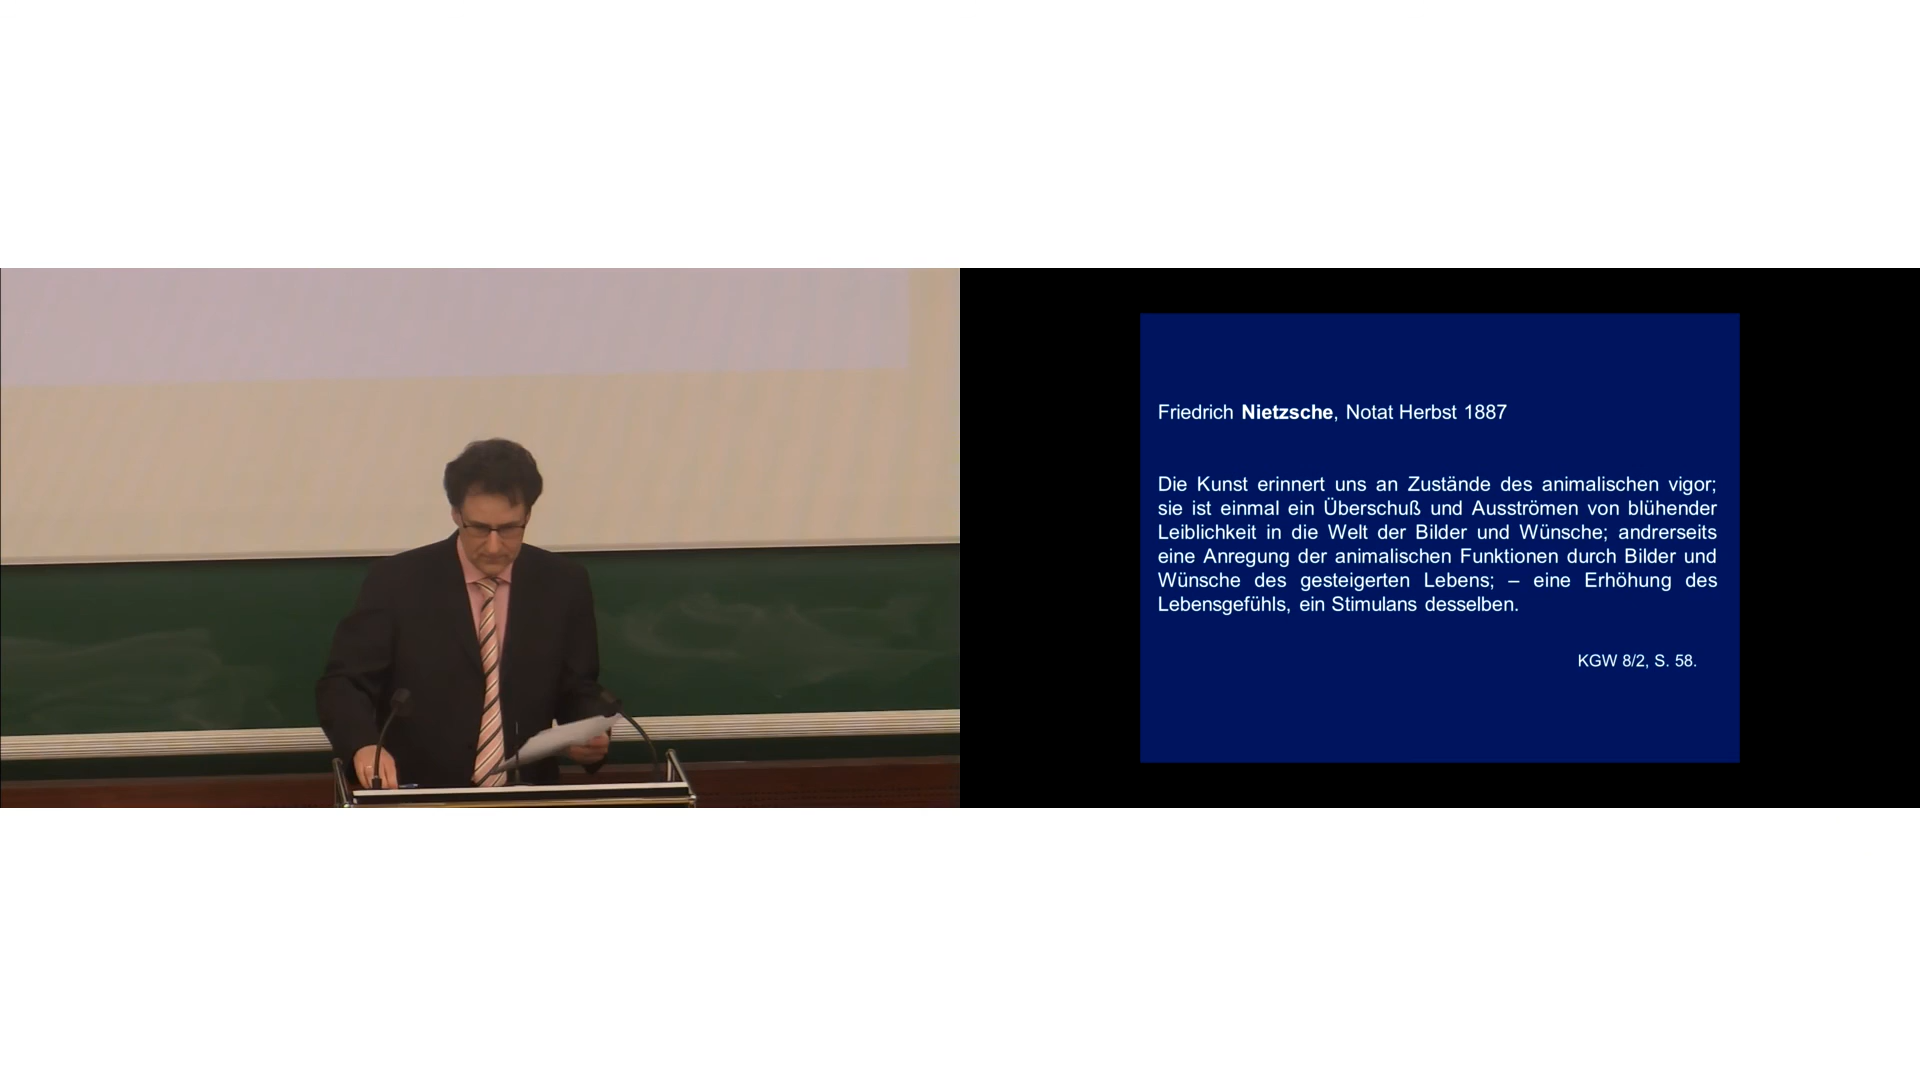 Friedrich Nietzsche, Notat Herbst 1887
Die Kunst erinnert uns an Zustände des animalischen vigor;
sie ist einmal ein Überschuß und Ausströmen von blühender
Leiblichkeit in die Welt der Bilder und Wünsche; andrerseits
eine Anregung der animalischen Funktionen durch Bilder und
Wünsche des gesteigerten Lebens; – eine Erhöhung des
Lebensgefühls, ein Stimulans desselben.
KGW 8/2, S. 58.